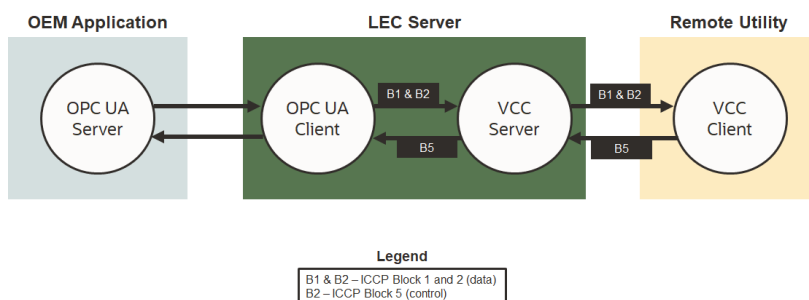 OEM Application
LEC Server
Remote Utility
OPC UA
Server
OPC UA
Client
B1 & B2
B5
VCC
Server
B1 & B2
B5
VCC
Client
Legend
B1 & B2 – ICCP Block 1 and 2 (data)
B2 – ICCP Block 5 (control)